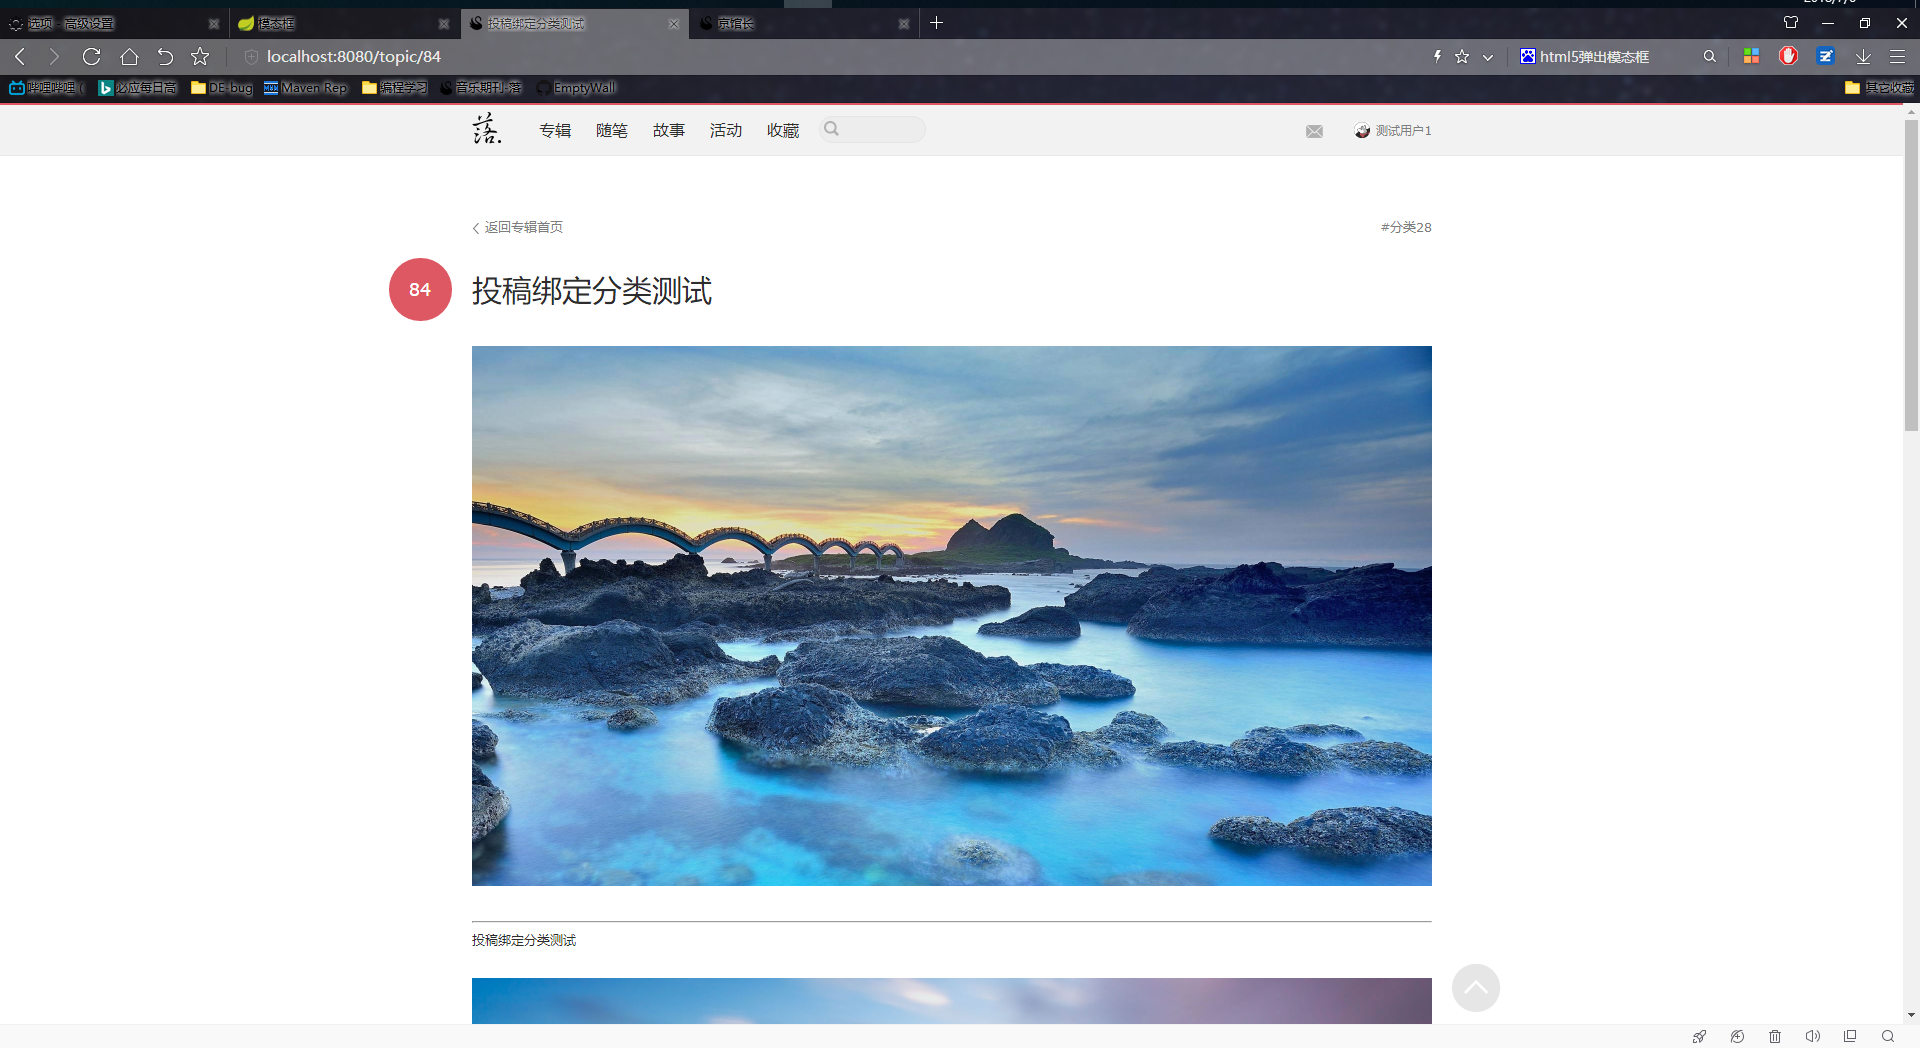 选项 - 高级设置
模态框
投稿绑定分类测试
京馆长
localhost:8080/topic/84
html5弹出模态框
哔哩哔哩 (
必应每日高
DE-bug
Maven Rep
编程学习
音乐期刊-落
EmptyWall
其它收藏
落.
专辑
随笔
故事
活动
收藏
测试用户1
返回专辑首页
#分类28
84
投稿绑定分类测试
投稿绑定分类测试